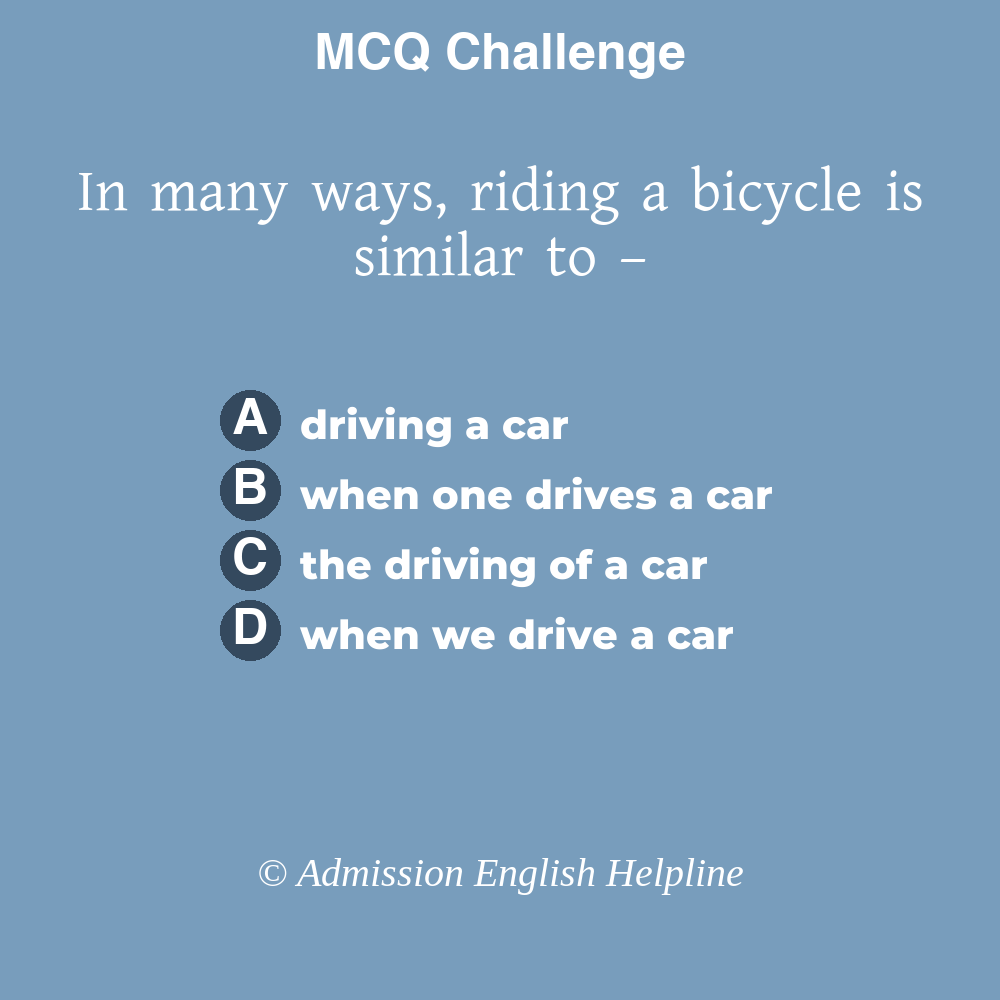 MCQ Challenge
In many ways, riding a bicycle is
similar to –
A driving a car
B when one drives a car
C the driving of a car
D when we drive a car
© Admission English Helpline